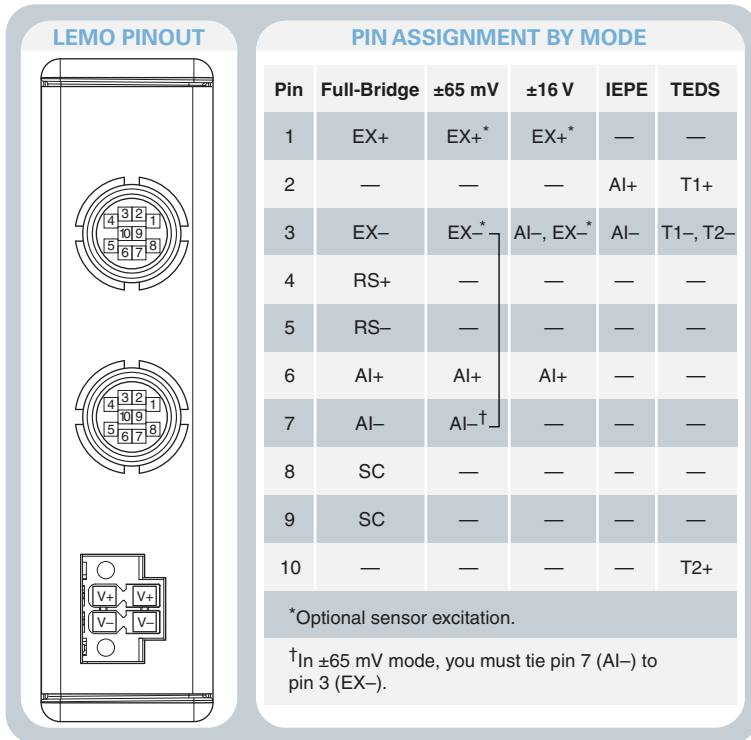 LEMO PINOUT
4 3 2 1
10 9
5 6 7 8
4 3 2 1
10 9
5 6 7 8
V+ V+
V– V–
PIN ASSIGNMENT BY MODE
Pin Full-Bridge ±65 mV ±16 V IEPE TEDS
1 EX+ EX+* EX+* — —
2 — — — AI+ T1+
3 EX– EX–* AI–, EX–* AI– T1–, T2–
4 RS+ — — — —
5 RS– — — — —
6 AI+ AI+ AI+ — —
7 AI– AI–† — — —
8 SC — — — —
9 SC — — — —
10 — — — — T2+
*Optional sensor excitation.
†In ±65 mV mode, you must tie pin 7 (AI–) to
pin 3 (EX–).